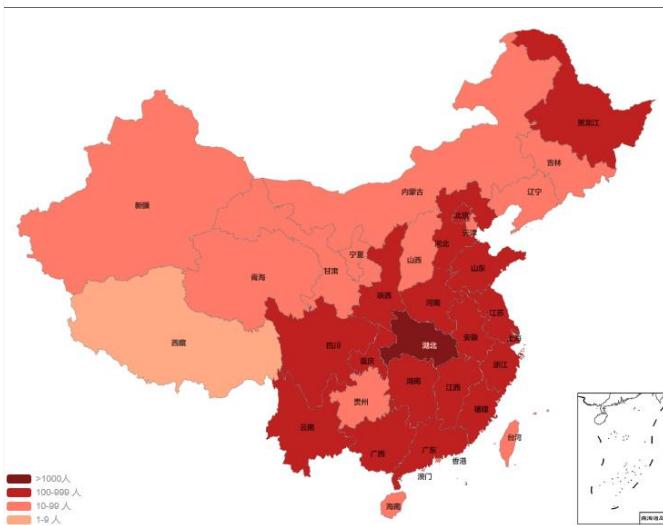 黑龙江
吉林
辽宁
内蒙古
新疆
北京
天津
河北
宁夏
山西
青海
甘肃
山东
陕西
河南
江苏
西藏
安徽
上海
四川
湖北
重庆
浙江
湖南
江西
贵州
福建
云南
台湾
广西
广东
香港
澳门
海南
>1000人
100-999 人
10-99 人
1-9 人
南海诸岛